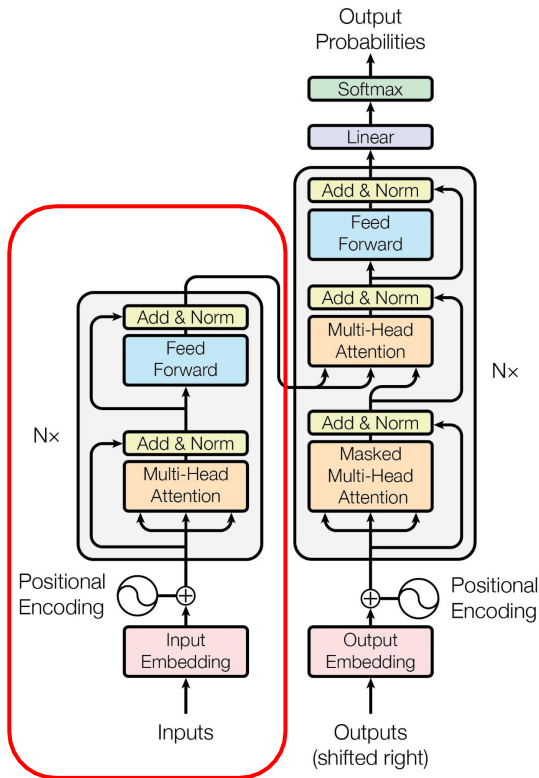 Output
Probabilities
Softmax
Linear
Add & Norm
Feed
Forward
Add & Norm
Multi-Head
Attention
Add & Norm
Masked
Multi-Head
Attention
N×
Positional
Encoding
Output
Embedding
Outputs
(shifted right)
Add & Norm
Feed
Forward
Add & Norm
Multi-Head
Attention
N×
Positional
Encoding
Input
Embedding
Inputs